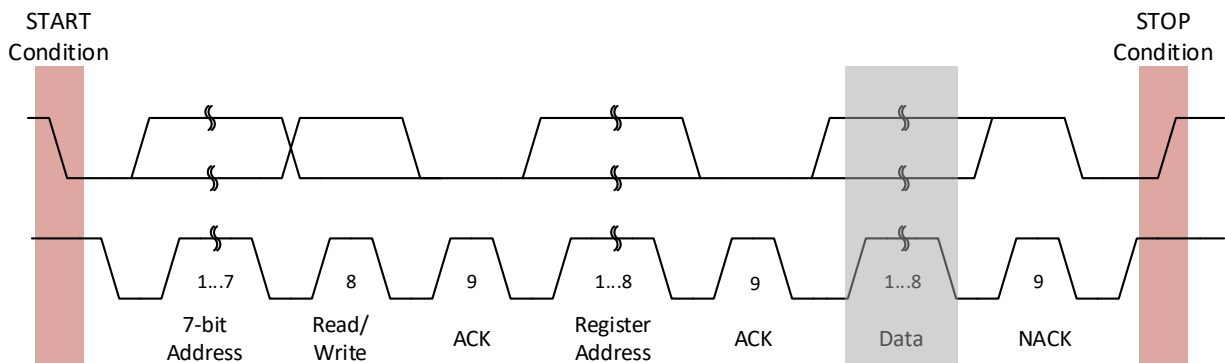 START
Condition
STOP
Condition
1...7
8
9
1...8
9
1...8
9
7-bit
Address
Read/
Write
ACK
Register
Address
ACK
Data
NACK